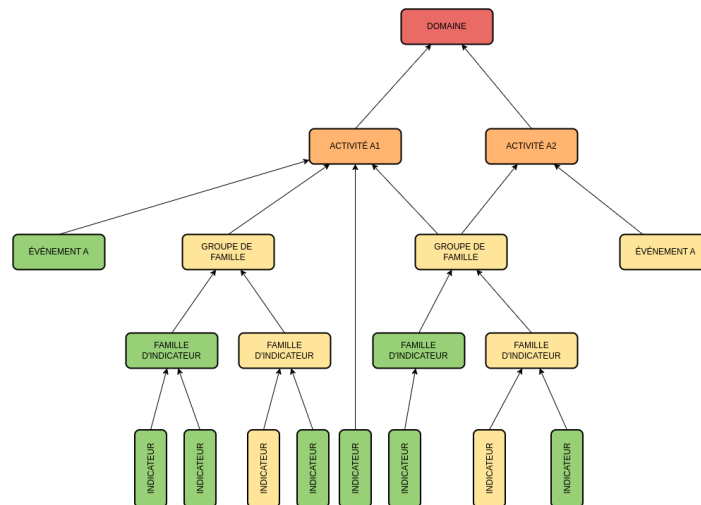 DOMAINE
ACTIVITÉ A1
ACTIVITÉ A2
ÉVÉNEMENT A
GROUPE DE
FAMILLE
GROUPE DE
FAMILLE
ÉVÉNEMENT A
FAMILLE
D'INDICATEUR
FAMILLE
D'INDICATEUR
FAMILLE
D'INDICATEUR
FAMILLE
D'INDICATEUR
INDICATEUR
INDICATEUR
INDICATEUR
INDICATEUR
INDICATEUR
INDICATEUR
INDICATEUR
INDICATEUR